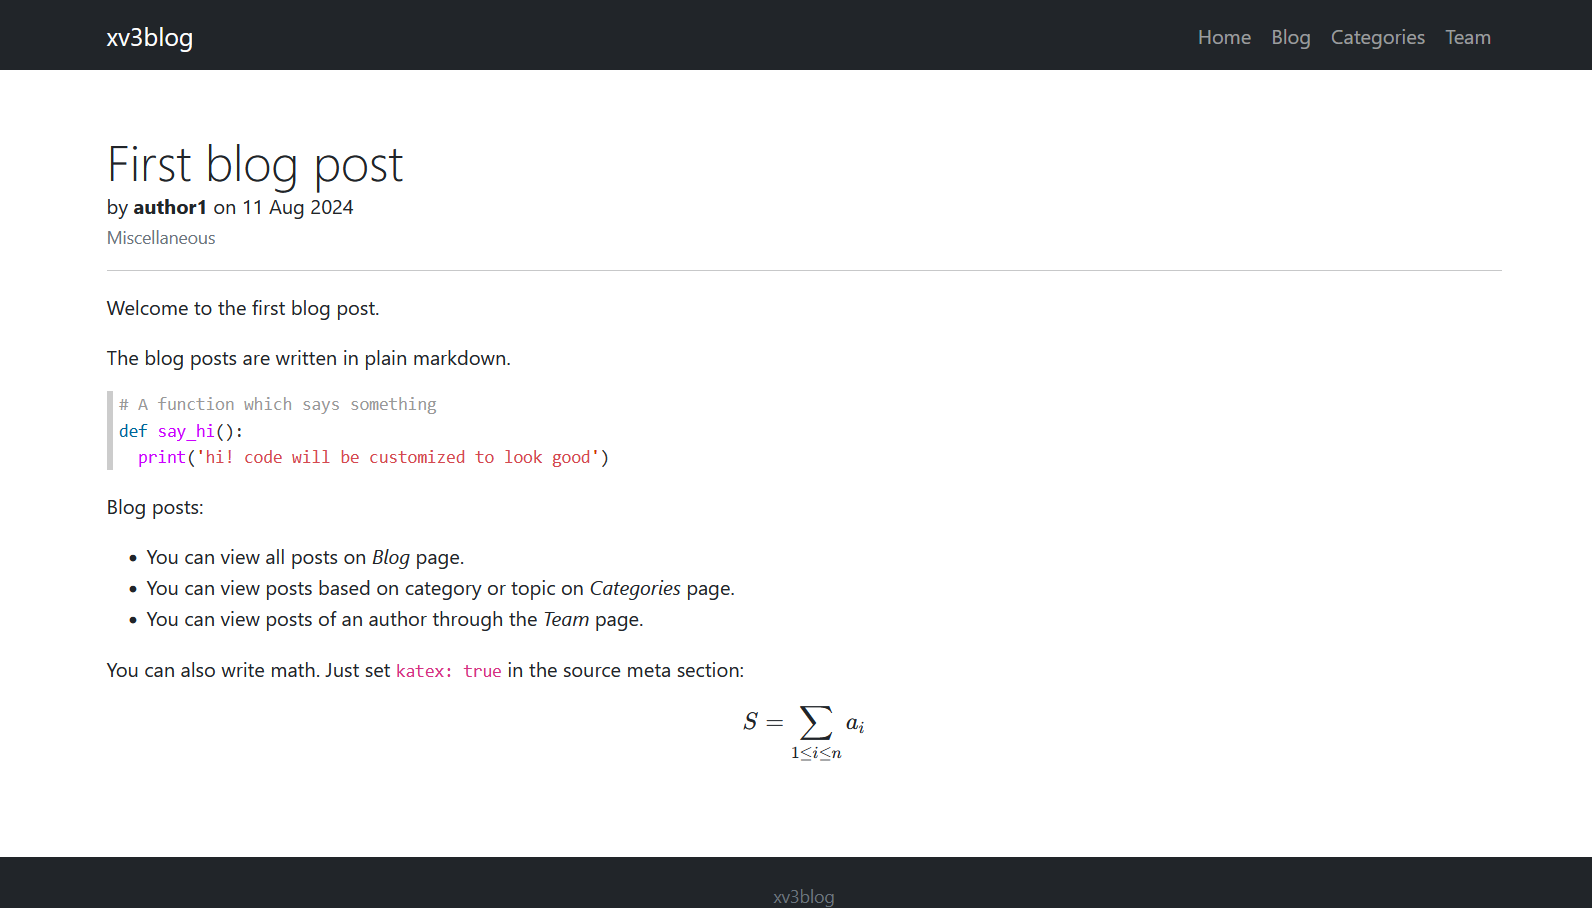 xv3blog
Home Blog Categories Team
First blog post
by author1 on 11 Aug 2024
Miscellaneous
Welcome to the first blog post.
The blog posts are written in plain markdown.
# A function which says something
def say_hi():
  print('hi! code will be customized to look good')
Blog posts:
• You can view all posts on Blog page.
• You can view posts based on category or topic on Categories page.
• You can view posts of an author through the Team page.
You can also write math. Just set katex: true in the source meta section:
S = ∑ aᵢ
1≤i≤n
xv3blog